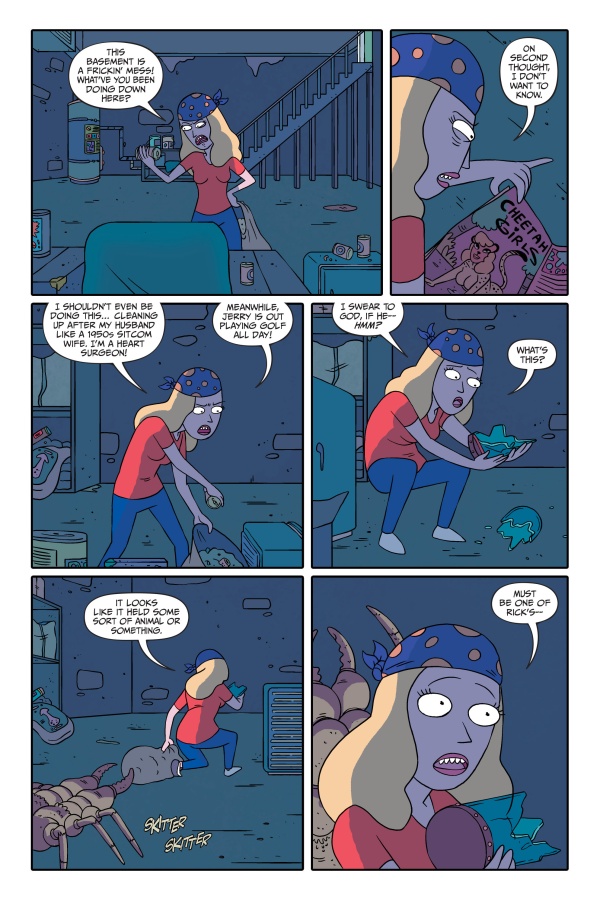 THIS
BASEMENT IS
A FRICKIN' MESS!
WHAT'VE YOU BEEN
DOING DOWN
HERE?
ON
SECOND
THOUGHT,
I DON'T
WANT TO
KNOW.
CHEETAH
GIRLS
I SHOULDN'T EVEN BE
DOING THIS... CLEANING
UP AFTER MY HUSBAND
LIKE A 1950S SITCOM
WIFE. I'M A HEART
SURGEON!
MEANWHILE,
JERRY IS OUT
PLAYING GOLF
ALL DAY!
I SWEAR TO
GOD, IF HE--
HMM?
WHAT'S
THIS?
IT LOOKS
LIKE IT HELD SOME
SORT OF ANIMAL OR
SOMETHING.
SKITTER
SKITTER
MUST
BE ONE OF
RICK'S--